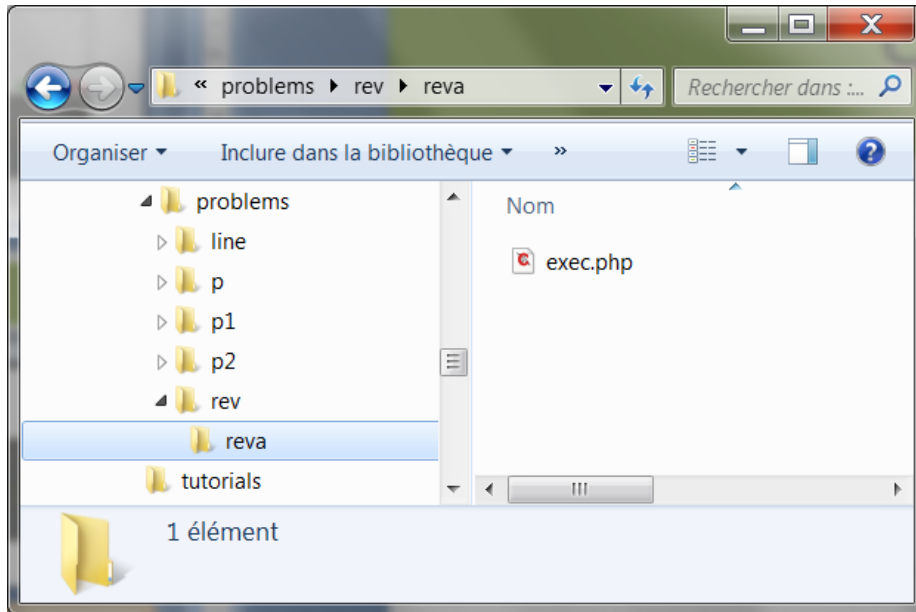 « problems rev reva Rechercher dans :...
Organiser Inclure dans la bibliothèque »
problems
line
p
p1
p2
rev
reva
tutorials
Nom
exec.php
1 élément